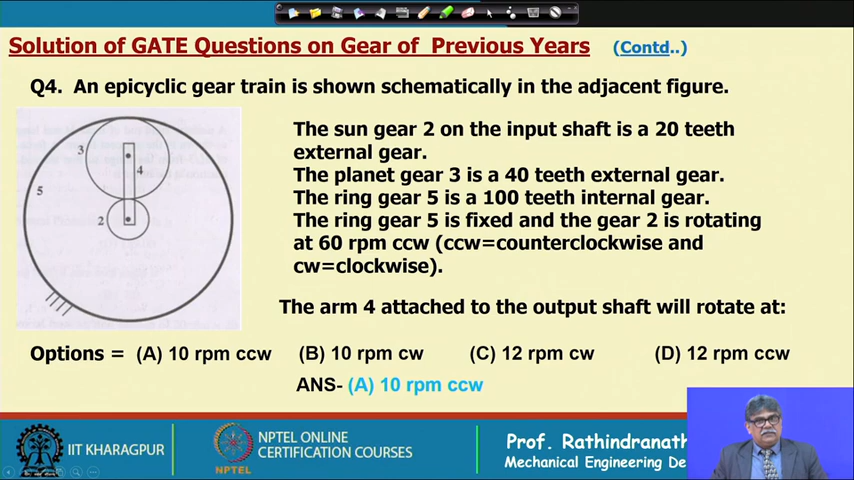 Solution of GATE Questions on Gear of Previous Years (Contd..)
Q4. An epicyclic gear train is shown schematically in the adjacent figure.
3
4
5
2
The sun gear 2 on the input shaft is a 20 teeth
external gear.
The planet gear 3 is a 40 teeth external gear.
The ring gear 5 is a 100 teeth internal gear.
The ring gear 5 is fixed and the gear 2 is rotating
at 60 rpm ccw (ccw=counterclockwise and
cw=clockwise).
The arm 4 attached to the output shaft will rotate at:
Options = (A) 10 rpm ccw (B) 10 rpm cw (C) 12 rpm cw (D) 12 rpm ccw
ANS- (A) 10 rpm ccw
IIT KHARAGPUR
NPTEL
NPTEL ONLINE
CERTIFICATION COURSES
Prof. Rathindranath
Mechanical Engineering De